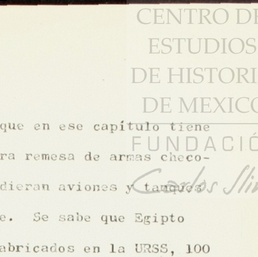 CENTRO DE
ESTUDIOS
DE HISTORI
DE MEXICO
FUNDACIÓ
Carlos Slim
que en ese capítulo tiene
ra remesa de armas checo-
dieran aviones y tanques
e. Se sabe que Egipto
abricados en la URSS, 100